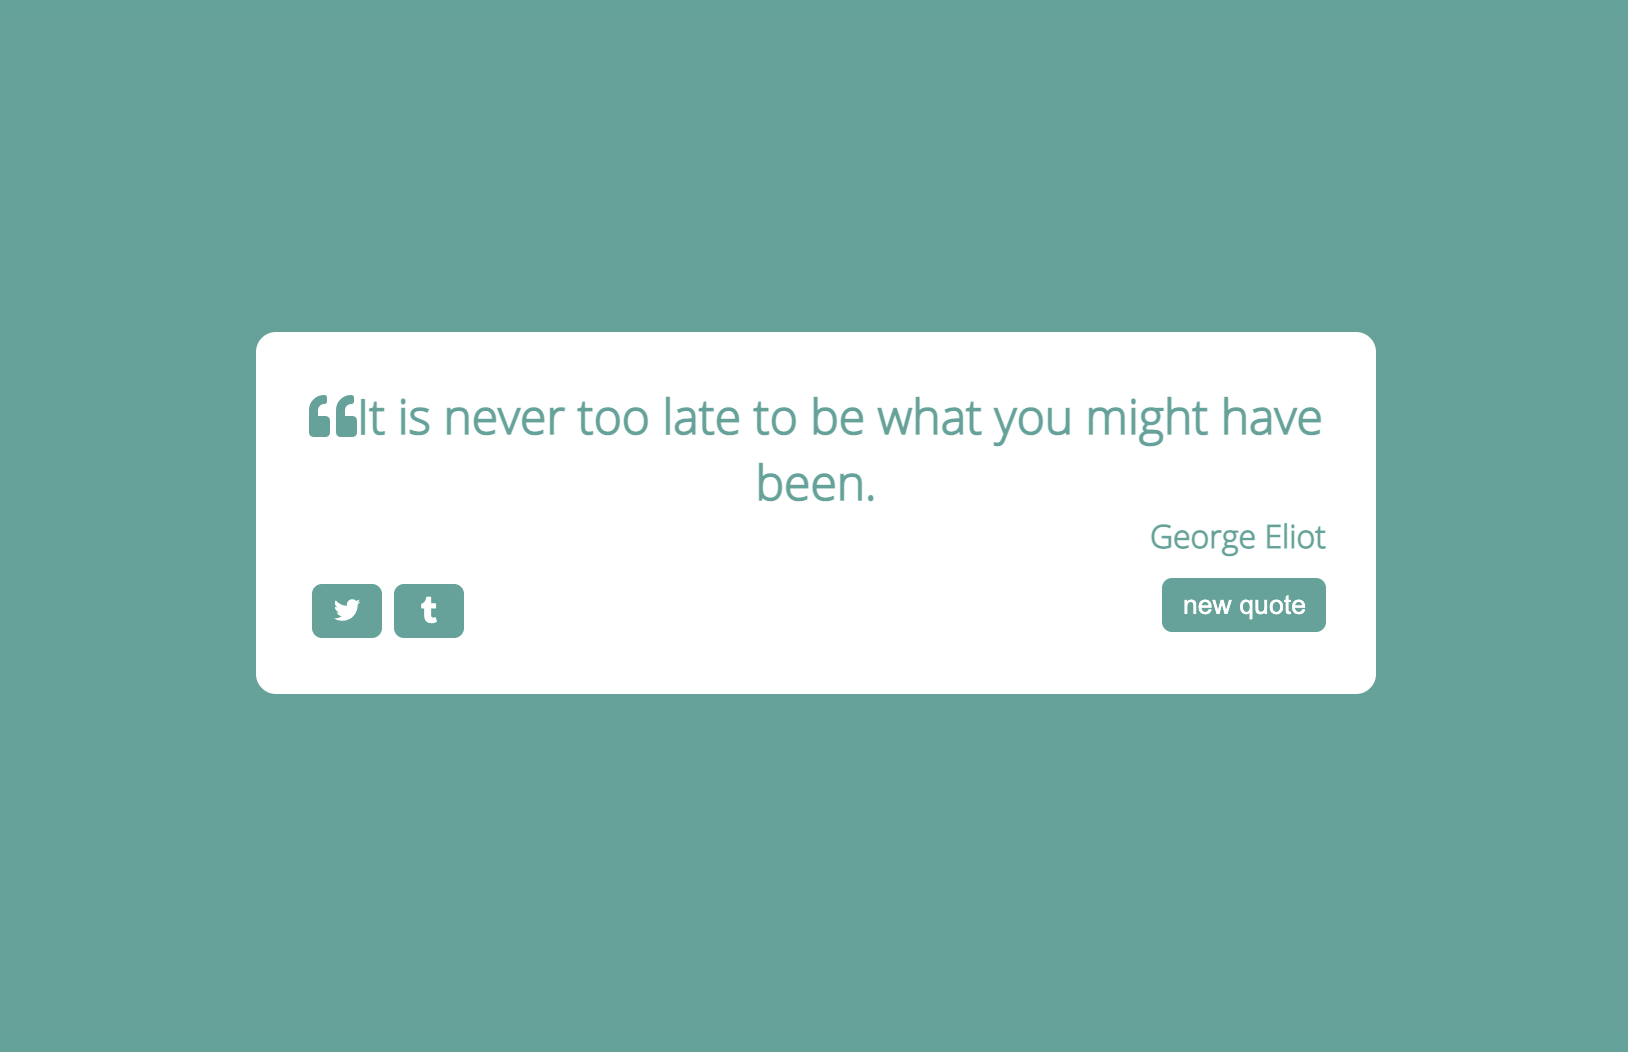 “It is never too late to be what you might have
been.
George Eliot
new quote